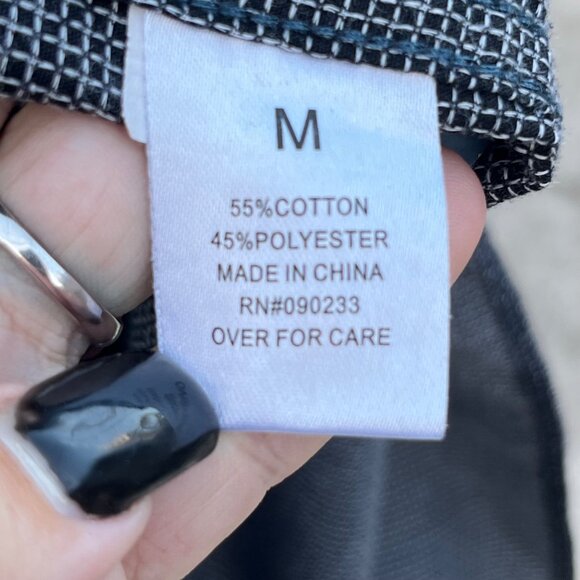 M
55%COTTON
45%POLYESTER
MADE IN CHINA
RN#090233
OVER FOR CARE